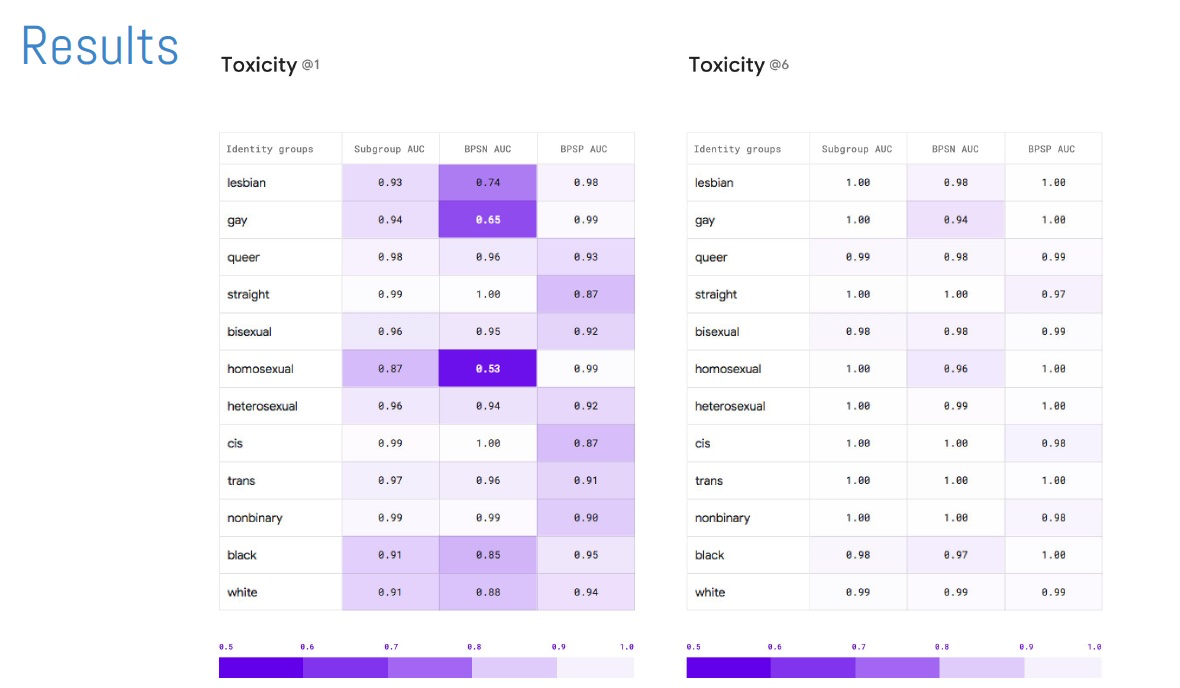 Results
Toxicity @1
Identity groups Subgroup AUC BPSN AUC BPSP AUC
lesbian 0.93 0.74 0.98
gay 0.94 0.65 0.99
queer 0.98 0.96 0.93
straight 0.99 1.00 0.87
bisexual 0.96 0.95 0.92
homosexual 0.87 0.53 0.99
heterosexual 0.96 0.94 0.92
cis 0.99 1.00 0.87
trans 0.97 0.96 0.91
nonbinary 0.99 0.99 0.90
black 0.91 0.85 0.95
white 0.91 0.88 0.94
0.5 0.6 0.7 0.8 0.9 1.0
Toxicity @6
Identity groups Subgroup AUC BPSN AUC BPSP AUC
lesbian 1.00 0.98 1.00
gay 1.00 0.94 1.00
queer 0.99 0.98 0.99
straight 1.00 1.00 0.97
bisexual 0.98 0.98 0.99
homosexual 1.00 0.96 1.00
heterosexual 1.00 0.99 1.00
cis 1.00 1.00 0.98
trans 1.00 1.00 1.00
nonbinary 1.00 1.00 0.98
black 0.98 0.97 1.00
white 0.99 0.99 0.99
0.5 0.6 0.7 0.8 0.9 1.0